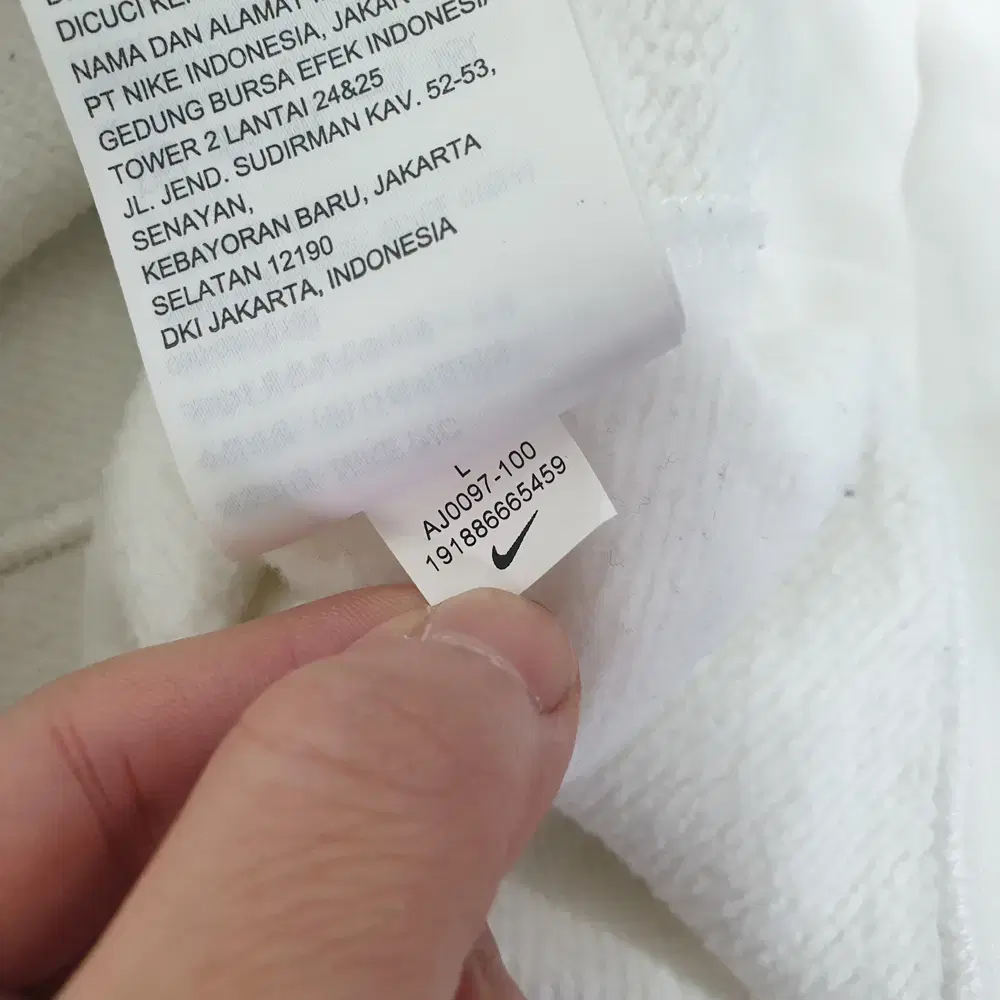 DICUCI
NAMA DAN ALAMAT
PT NIKE INDONESIA,
GEDUNG BURSA EFEK INDONESIA
TOWER 2 LANTAI 24&25
JL. JEND. SUDIRMAN KAV. 52-53,
SENAYAN,
KEBAYORAN BARU, JAKARTA
SELATAN 12190
DKI JAKARTA, INDONESIA
L
AJ0097-100
191886665459